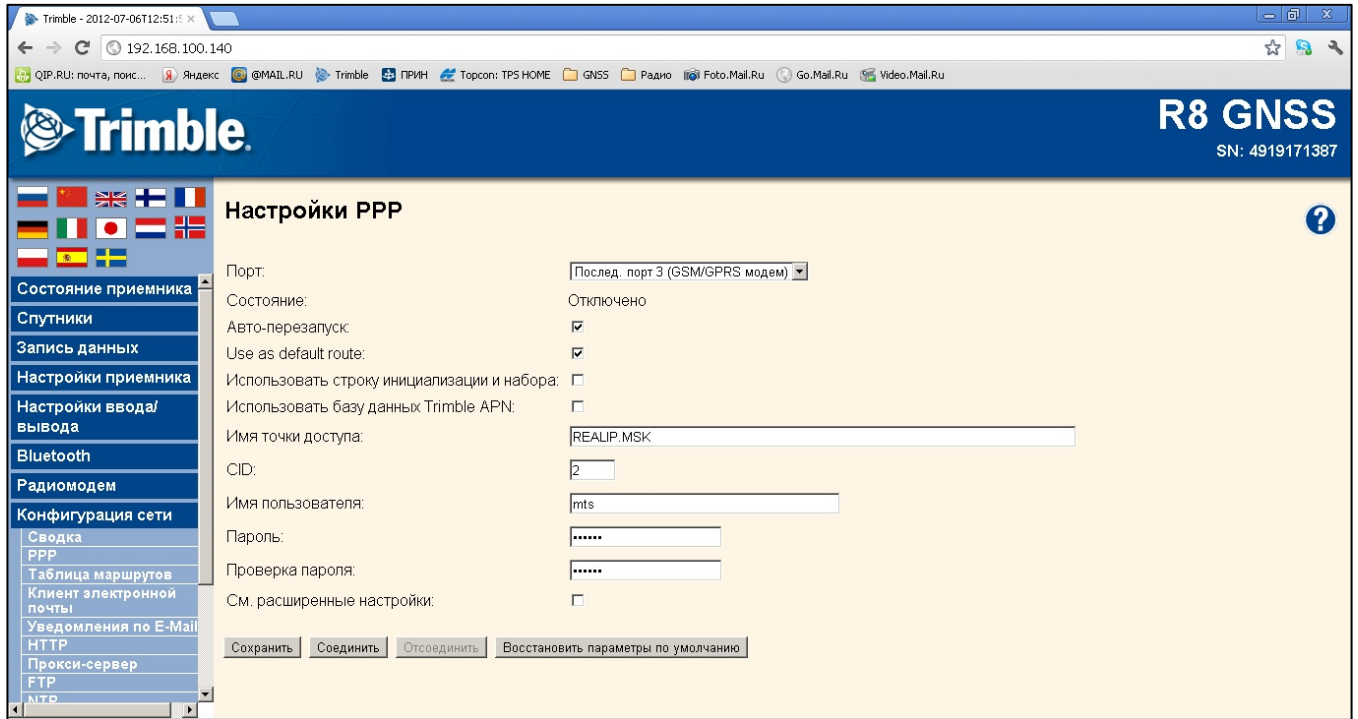 Trimble - 2012-07-06T12:51:5
192.168.100.140
QIP.RU: почта, поис... Яндекс @MAIL.RU Trimble ПРИН Topcon: TPS HOME GNSS Радио Foto.Mail.Ru Go.Mail.Ru Video.Mail.Ru
Trimble.
R8 GNSS
SN: 4919171387
Состояние приемника
Спутники
Запись данных
Настройки приемника
Настройки ввода/
вывода
Bluetooth
Радиомодем
Конфигурация сети
Сводка
PPP
Таблица маршрутов
Клиент электронной
почты
Уведомления по E-Mail
HTTP
Прокси-сервер
FTP
NTP
Настройки PPP
?
Порт: Послед. порт 3 (GSM/GPRS модем)
Состояние: Отключено
Авто-перезапуск:
Use as default route:
Использовать строку инициализации и набора:
Использовать базу данных Trimble APN:
Имя точки доступа: REALIP.MSK
CID: 2
Имя пользователя: mts
Пароль: ••••••
Проверка пароля: ••••••
См. расширенные настройки:
Сохранить Соединить Отсоединить Восстановить параметры по умолчанию